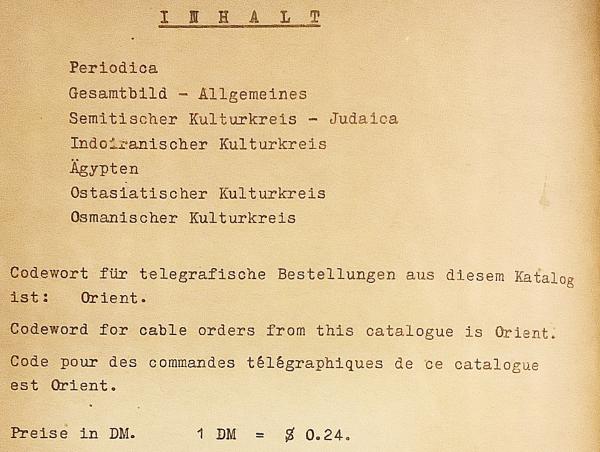 I N H A L T
Periodica
Gesamtbild - Allgemeines
Semitischer Kulturkreis - Judaica
Indoiranischer Kulturkreis
Ägypten
Ostasiatischer Kulturkreis
Osmanischer Kulturkreis
Codewort für telegrafische Bestellungen aus diesem Katalog
ist: Orient.
Codeword for cable orders from this catalogue is Orient.
Code pour des commandes télégraphiques de ce catalogue
est Orient.
Preise in DM. 1 DM = $ 0.24.